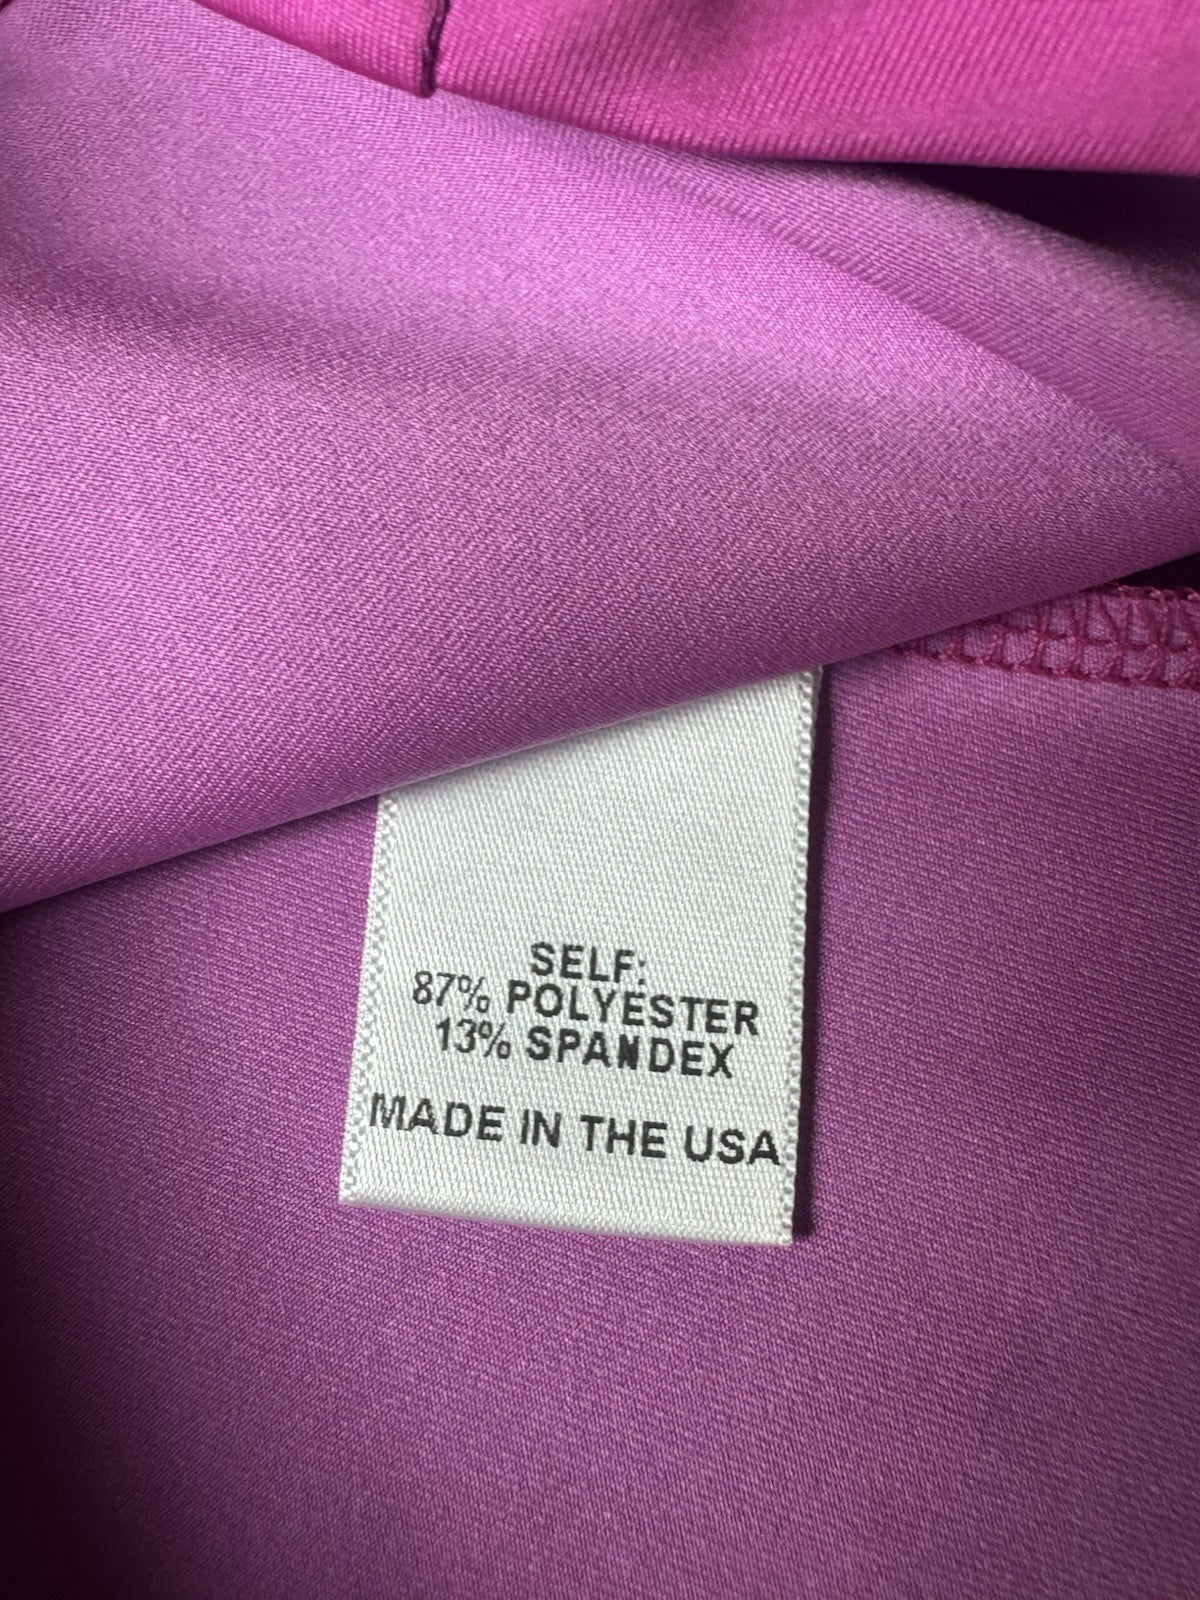 SELF:
87% POLYESTER
13% SPANDEX
MADE IN THE USA